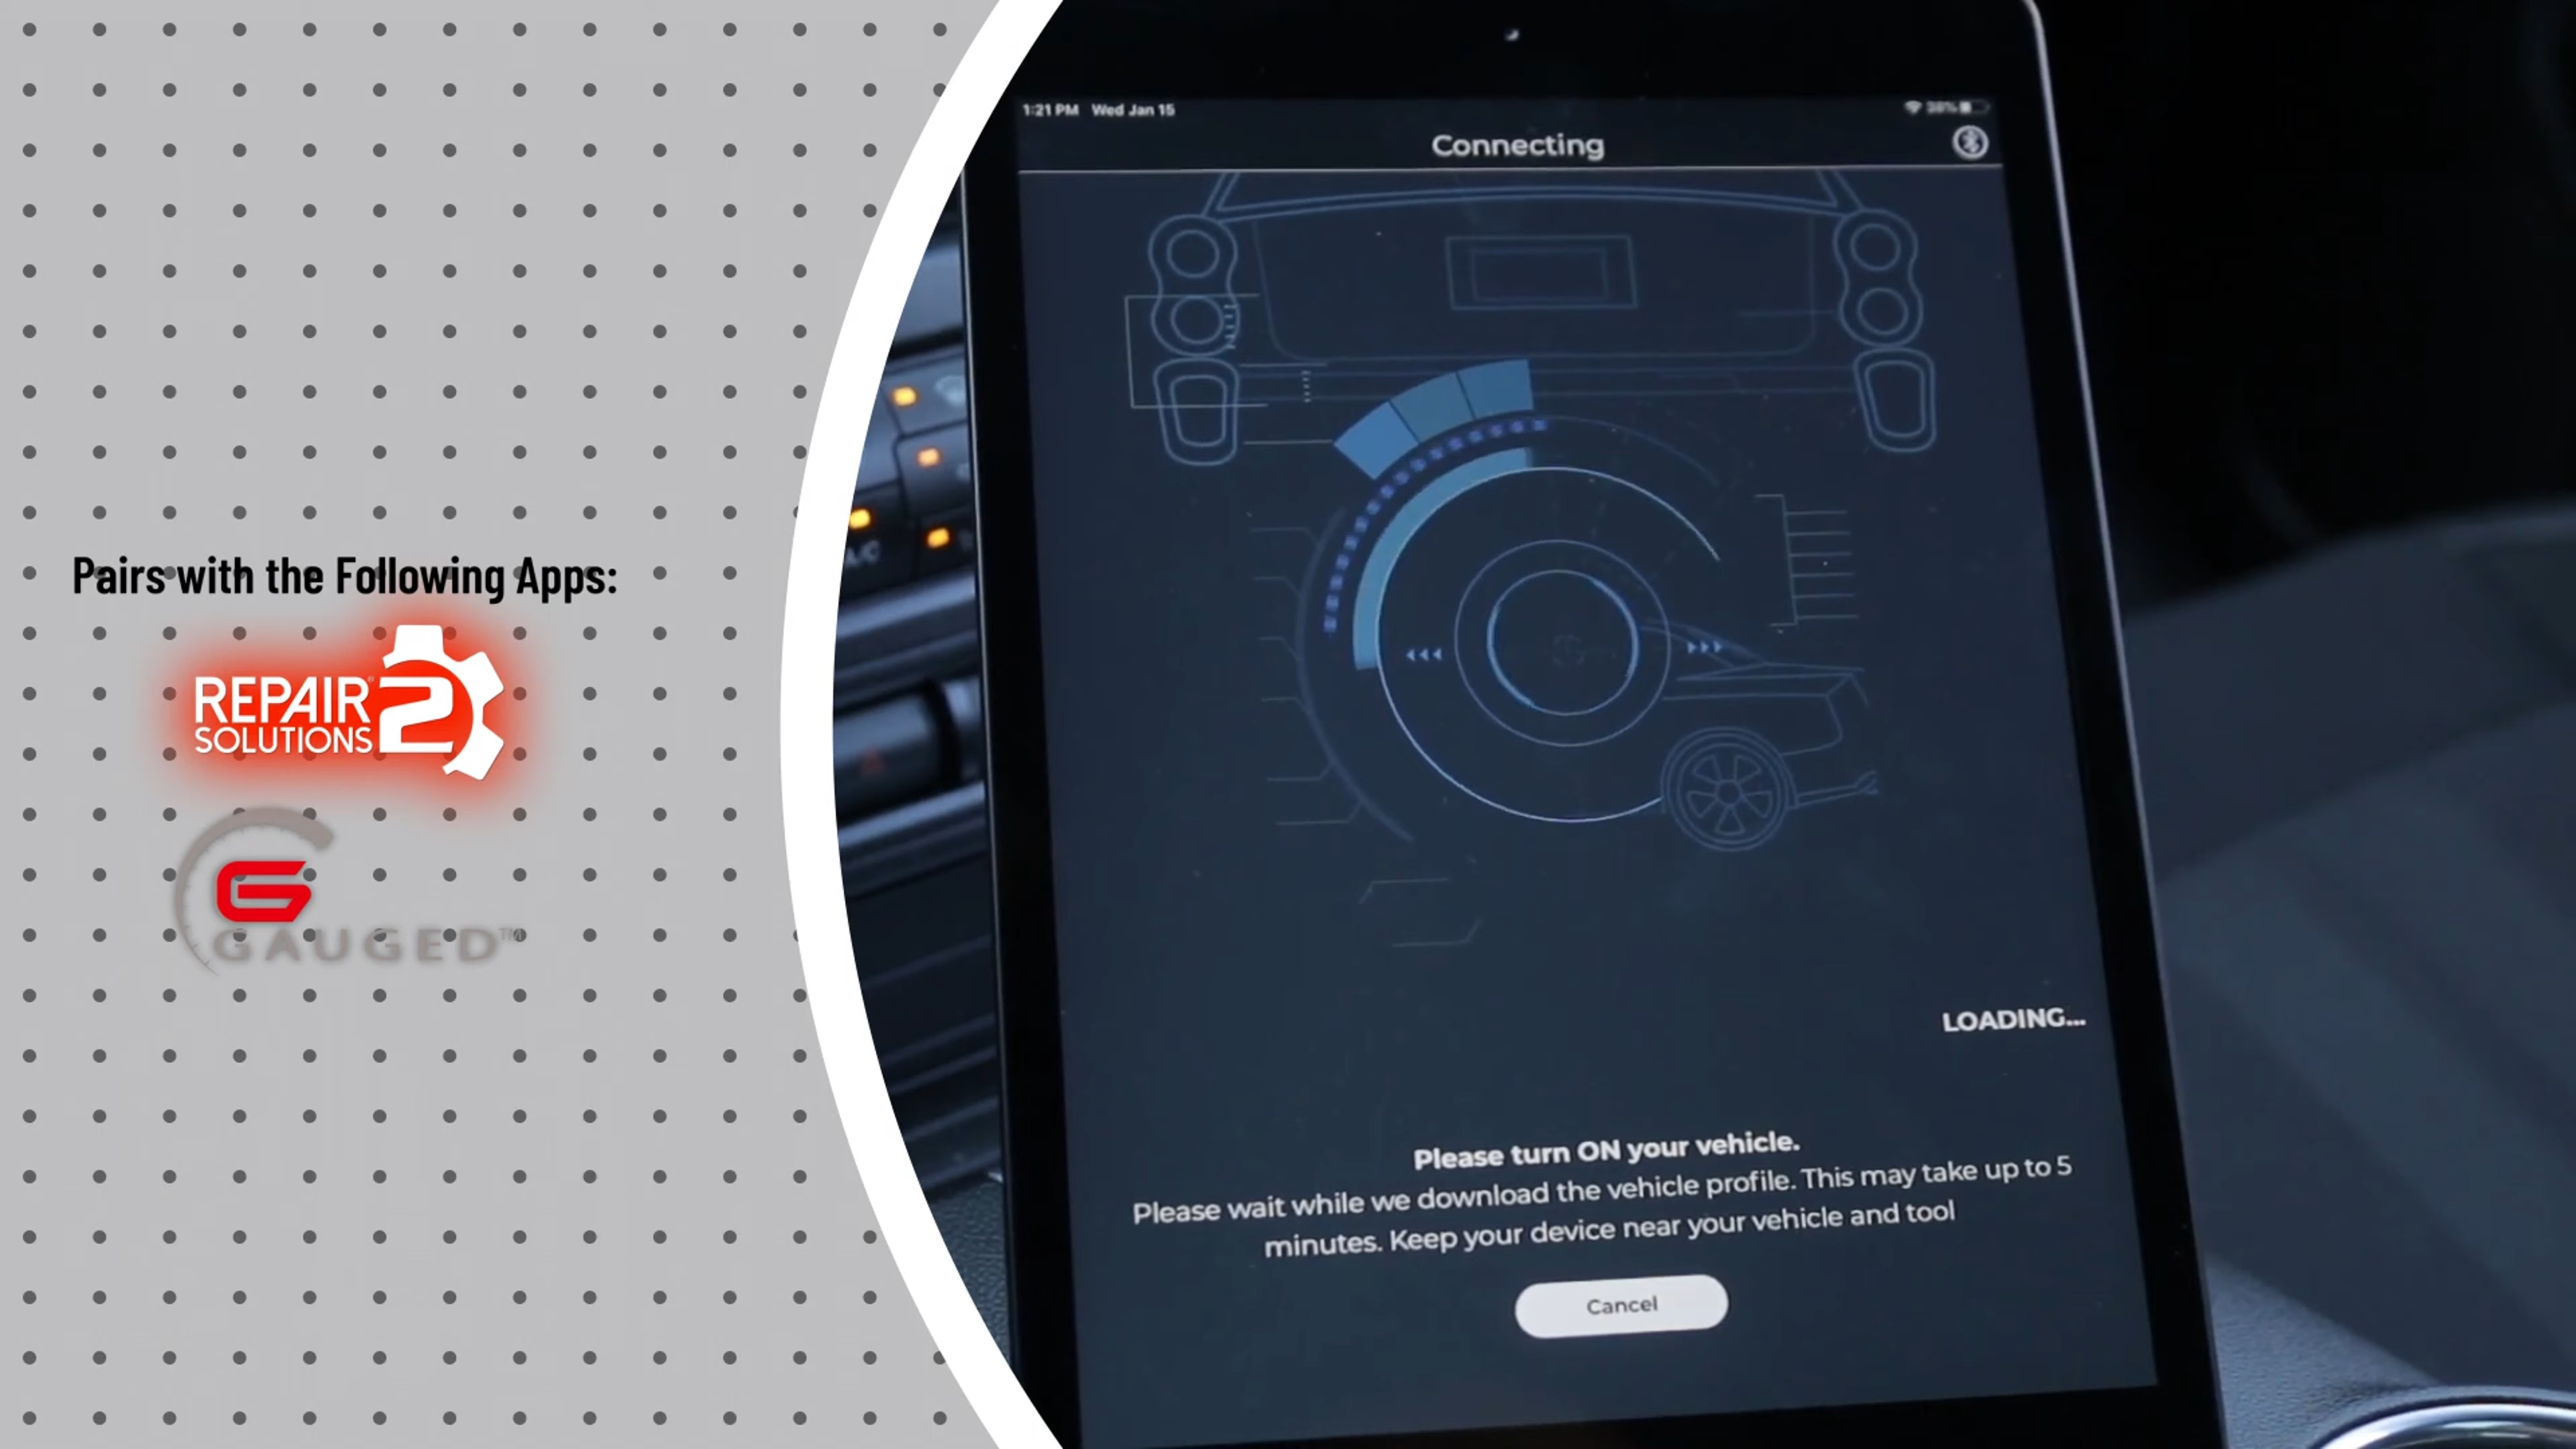 Pairs with the Following Apps:
REPAIR®
SOLUTIONS 2
G
GAUGED™
1:21 PM Wed Jan 15
38%
Connecting
A/C
LOADING...
Please turn ON your vehicle.
Please wait while we download the vehicle profile. This may take up to 5
minutes. Keep your device near your vehicle and tool
Cancel